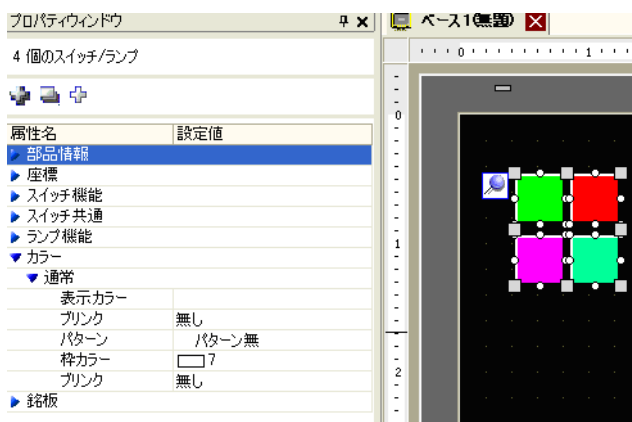 プロパティウィンドウ
ベース1(無題)
4 個のスイッチ/ランプ
0 1
属性名 設定値
部品情報
座標
スイッチ機能
スイッチ共通
ランプ機能
カラー
通常
表示カラー
ブリンク 無し
パターン パターン無
枠カラー 7
ブリンク 無し
銘板
0
1
2